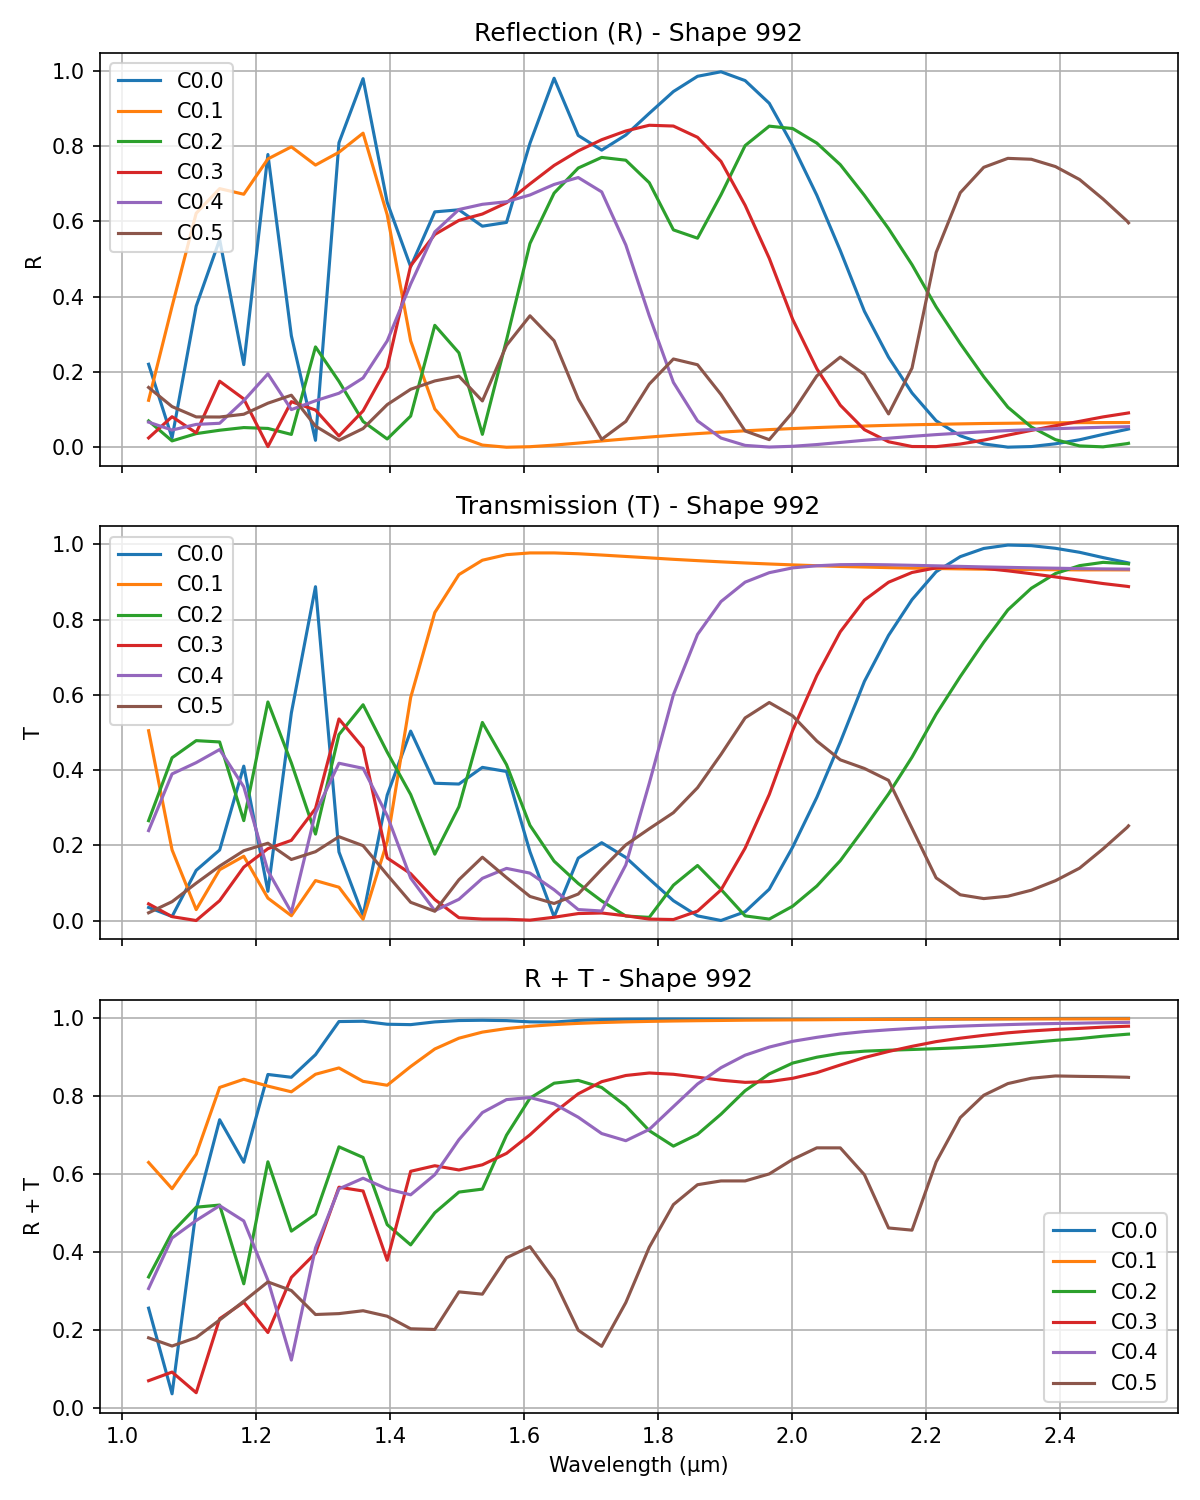 Reflection (R) - Shape 992
1.0
0.8
0.6
0.4
0.2
0.0
R
C0.0
C0.1
C0.2
C0.3
C0.4
C0.5
Transmission (T) - Shape 992
1.0
0.8
0.6
0.4
0.2
0.0
T
C0.0
C0.1
C0.2
C0.3
C0.4
C0.5
R + T - Shape 992
1.0
0.8
0.6
0.4
0.2
0.0
R + T
C0.0
C0.1
C0.2
C0.3
C0.4
C0.5
1.0 1.2 1.4 1.6 1.8 2.0 2.2 2.4
Wavelength (μm)